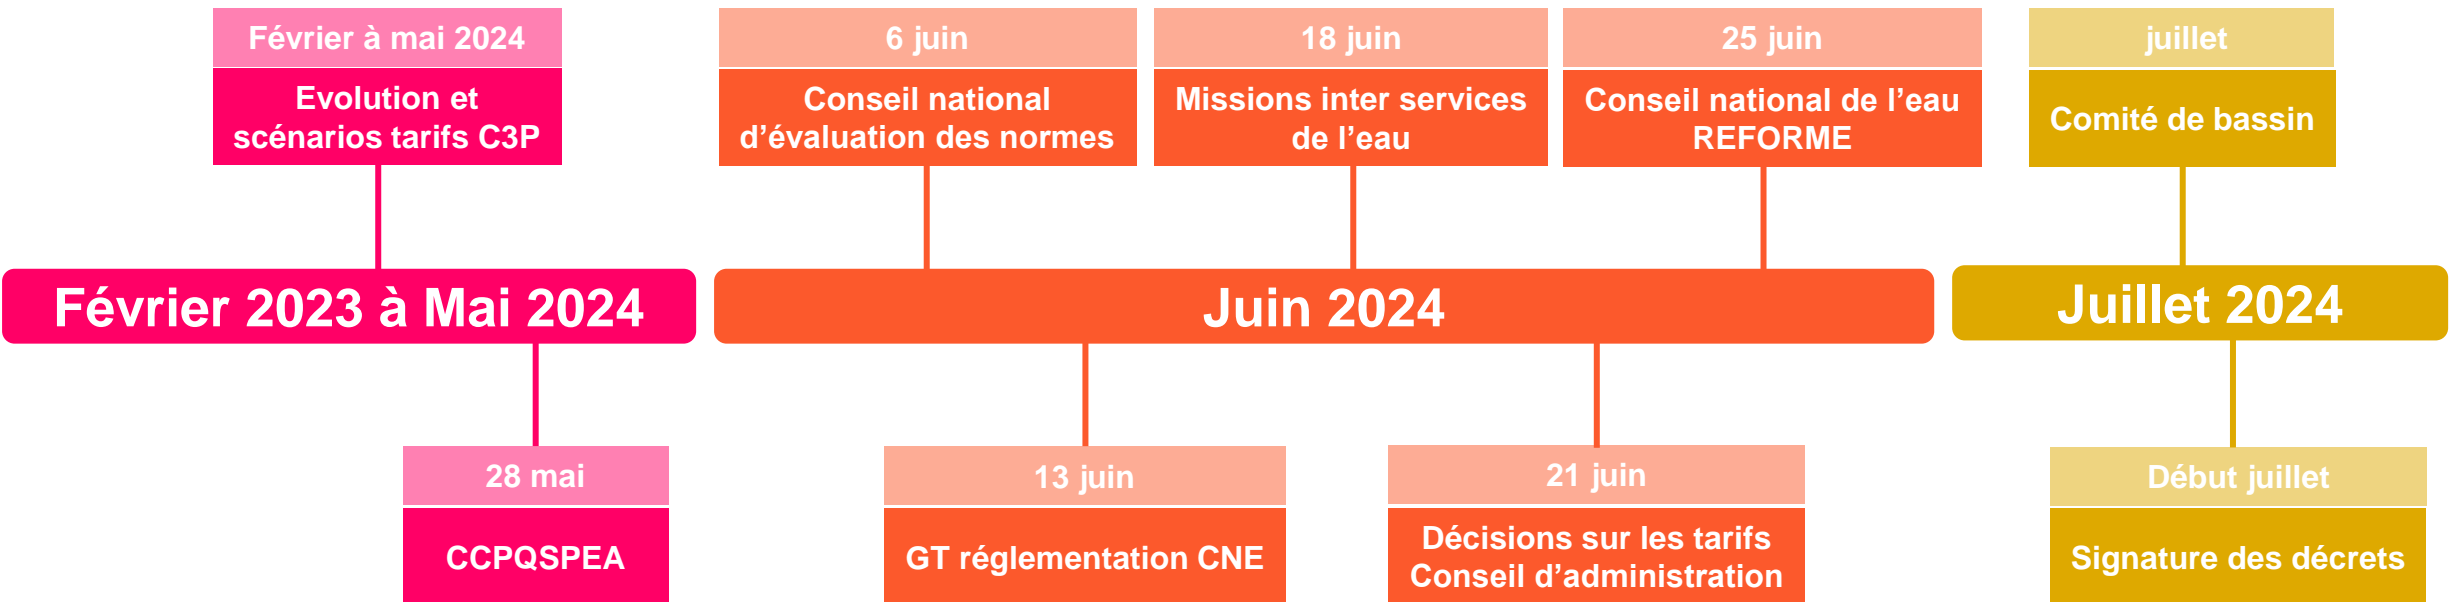 Février à mai 2024
Evolution et
scénarios tarifs C3P
6 juin
Conseil national
d’évaluation des normes
18 juin
Missions inter services
de l’eau
25 juin
Conseil national de l’eau
REFORME
juillet
Comité de bassin
Février 2023 à Mai 2024
Juin 2024
Juillet 2024
28 mai
CCPQSPEA
13 juin
GT réglementation CNE
21 juin
Décisions sur les tarifs
Conseil d’administration
Début juillet
Signature des décrets